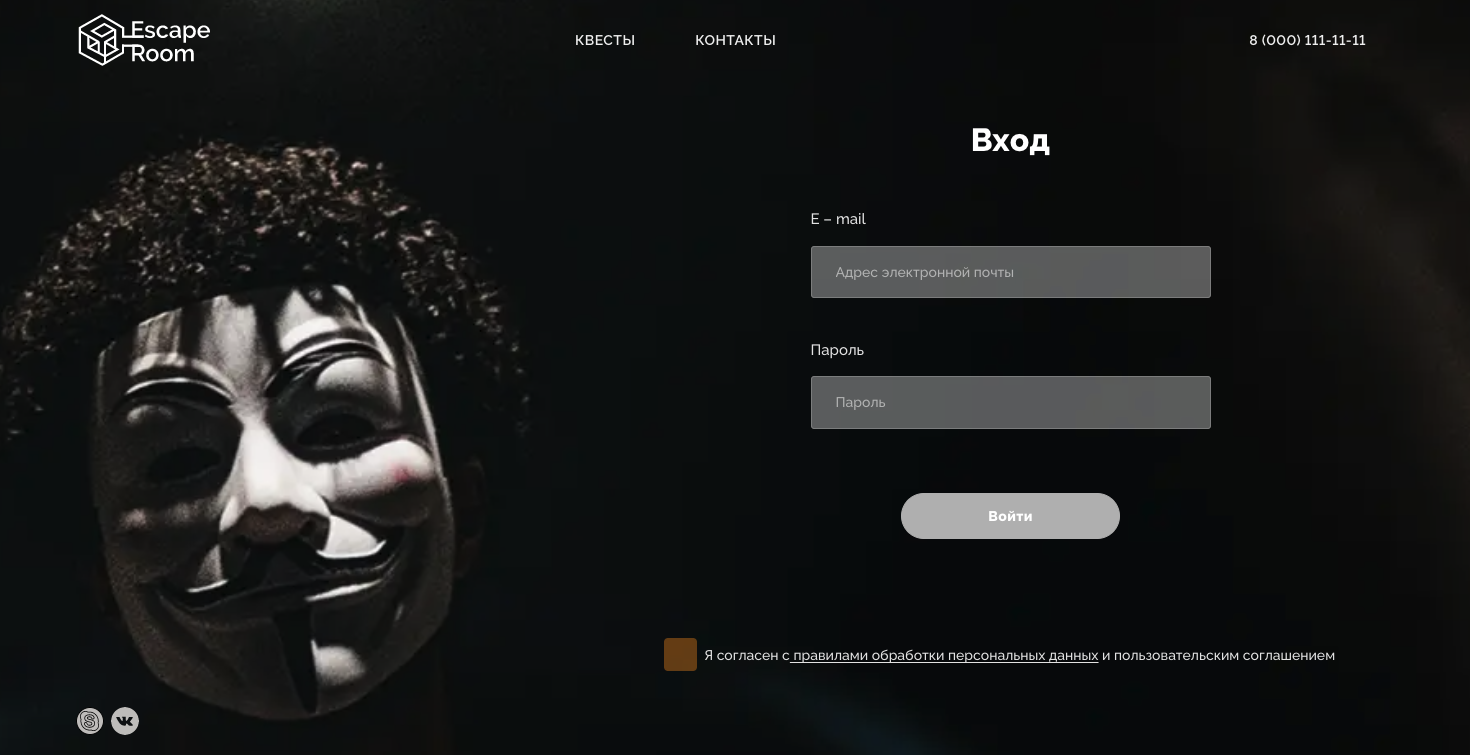 Escape
Room
КВЕСТЫ
КОНТАКТЫ
8 (000) 111-11-11
Вход
E – mail
Адрес электронной почты
Пароль
Пароль
Войти
Я согласен с правилами обработки персональных данных и пользовательским соглашением